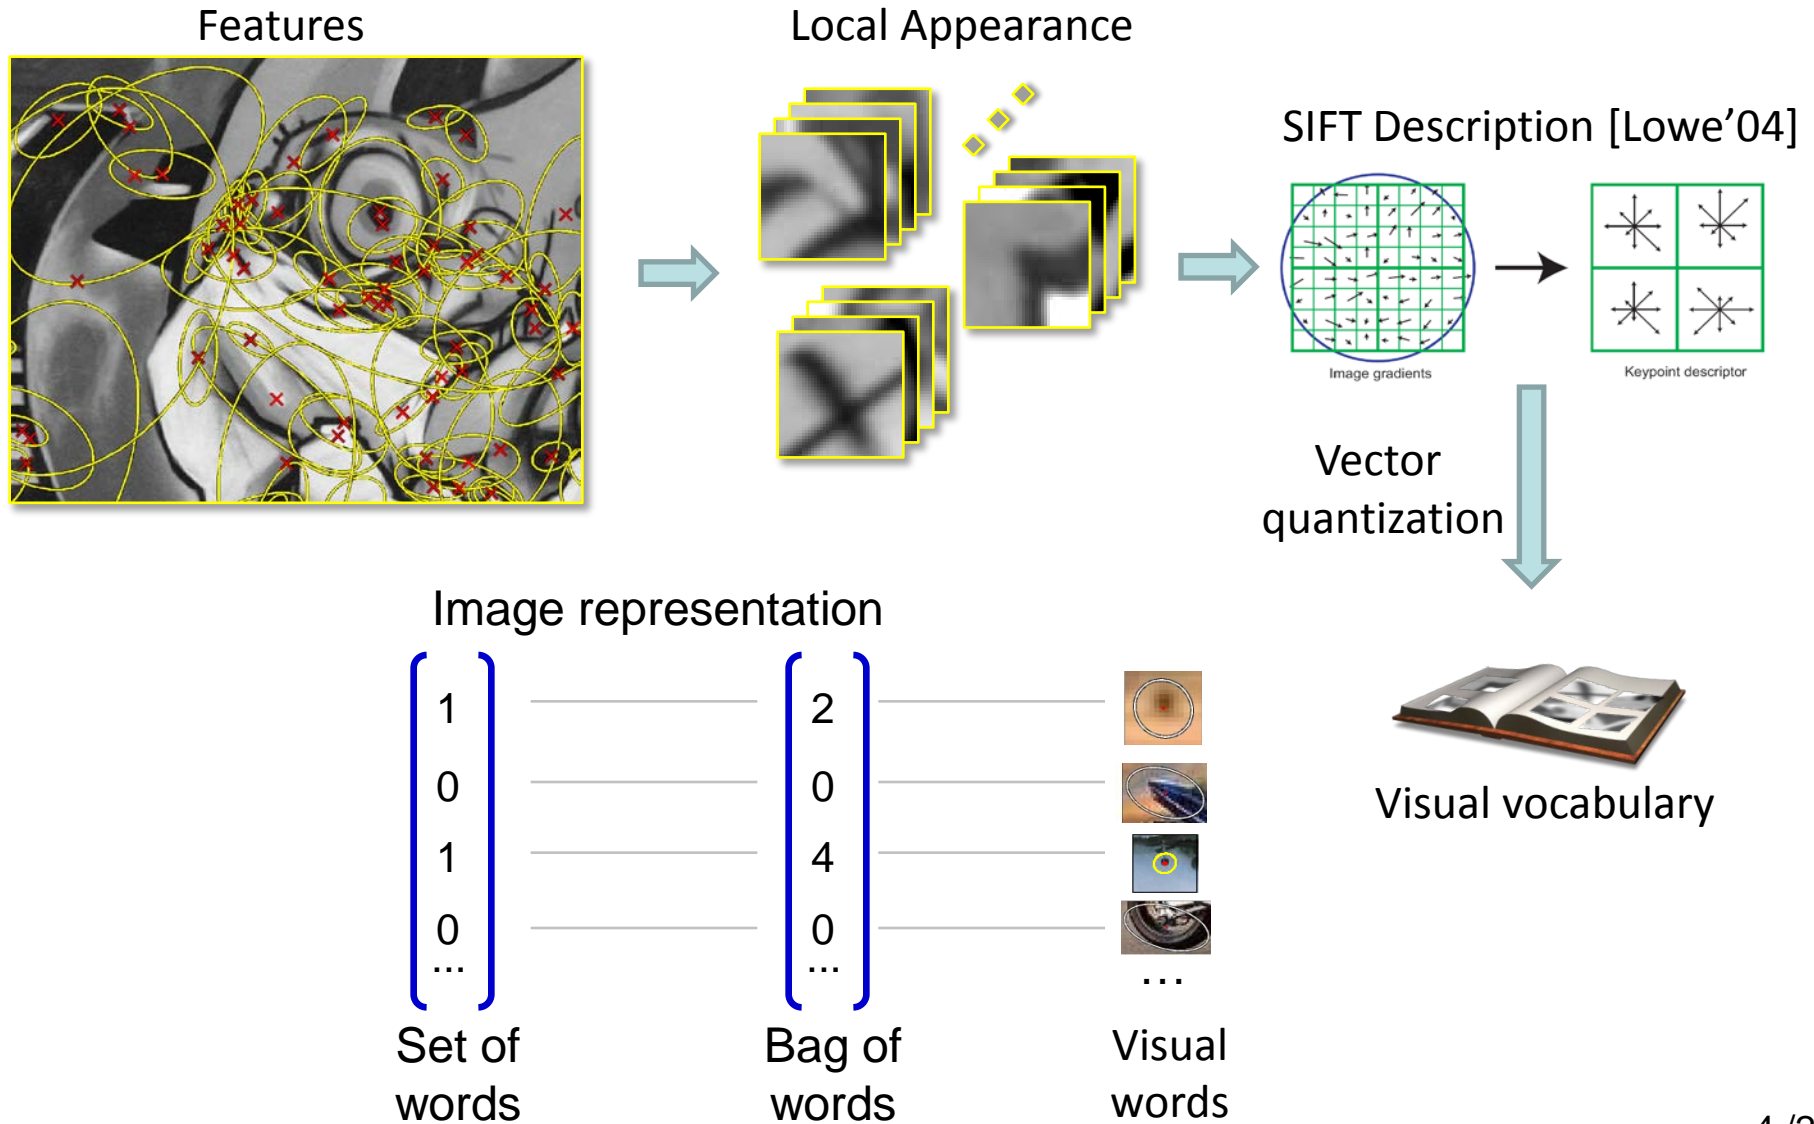 Features
Local Appearance
SIFT Description [Lowe’04]
Image gradients
Keypoint descriptor
Vector
quantization
Visual vocabulary
Image representation
1 2
0 0
1 4
0 0
... ... ...
Set of Bag of Visual
words words words